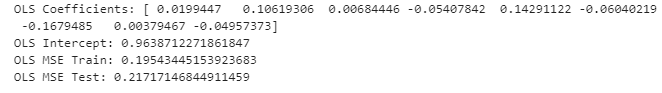 OLS Coefficients: [ 0.0199447   0.10619306  0.00684446 -0.05407842  0.14291122 -0.06040219
 -0.1679485   0.00379467 -0.04957373]
OLS Intercept: 0.9638712271861847
OLS MSE Train: 0.19543445153923683
OLS MSE Test: 0.21717146844911459